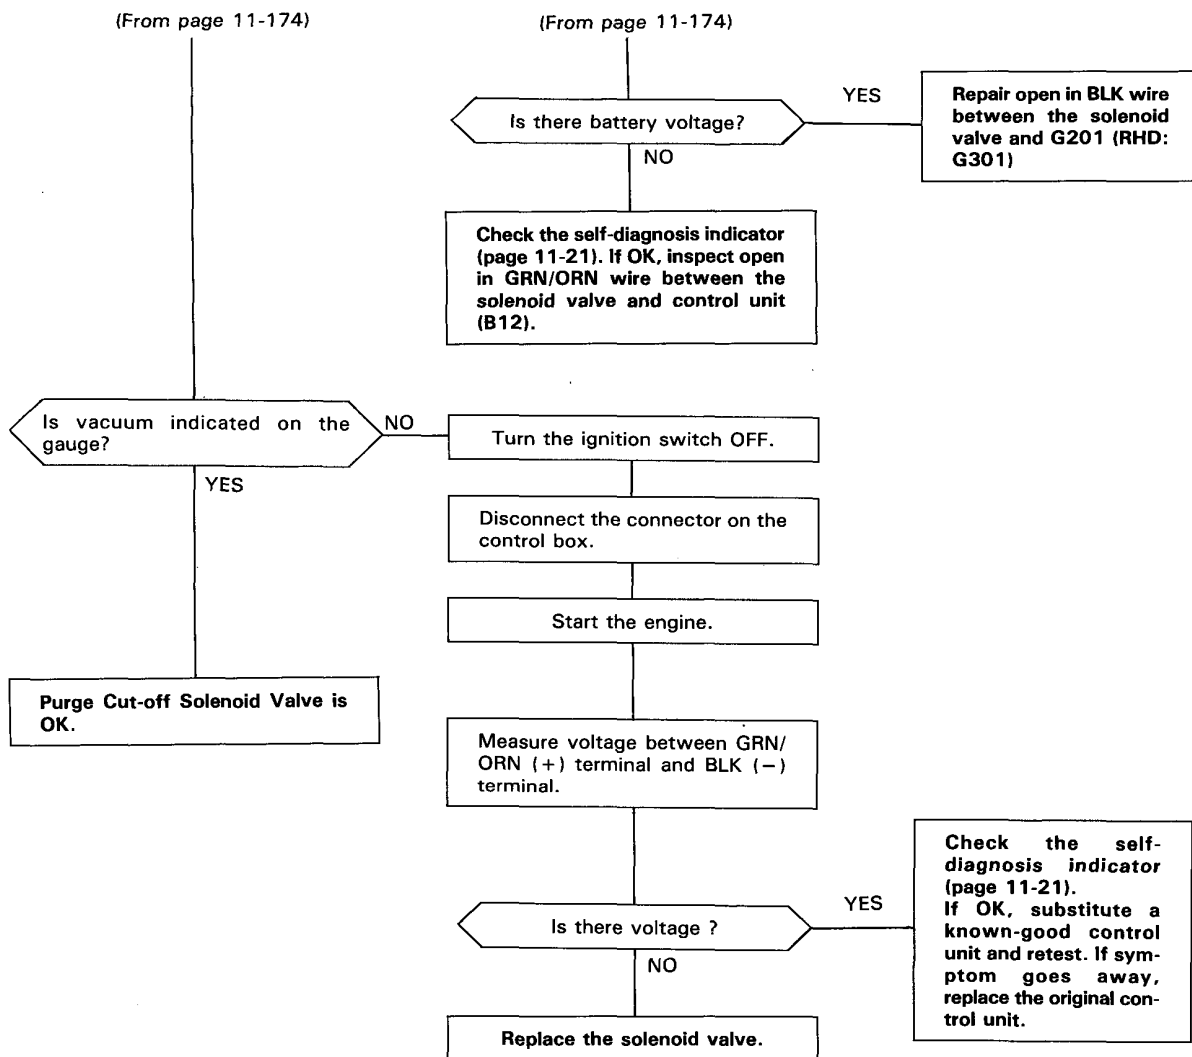 (From page 11-174)
(From page 11-174)
Is there battery voltage?
YES
Repair open in BLK wire
between the solenoid
valve and G201 (RHD:
G301)
NO
Check the self-diagnosis indicator
(page 11-21). If OK, inspect open
in GRN/ORN wire between the
solenoid valve and control unit
(B12).
Is vacuum indicated on the
gauge?
NO
YES
Turn the ignition switch OFF.
Disconnect the connector on the
control box.
Start the engine.
Purge Cut-off Solenoid Valve is
OK.
Measure voltage between GRN/
ORN (+) terminal and BLK (−)
terminal.
Is there voltage ?
YES
Check the self-
diagnosis indicator
(page 11-21).
If OK, substitute a
known-good control
unit and retest. If sym-
ptom goes away,
replace the original con-
trol unit.
NO
Replace the solenoid valve.